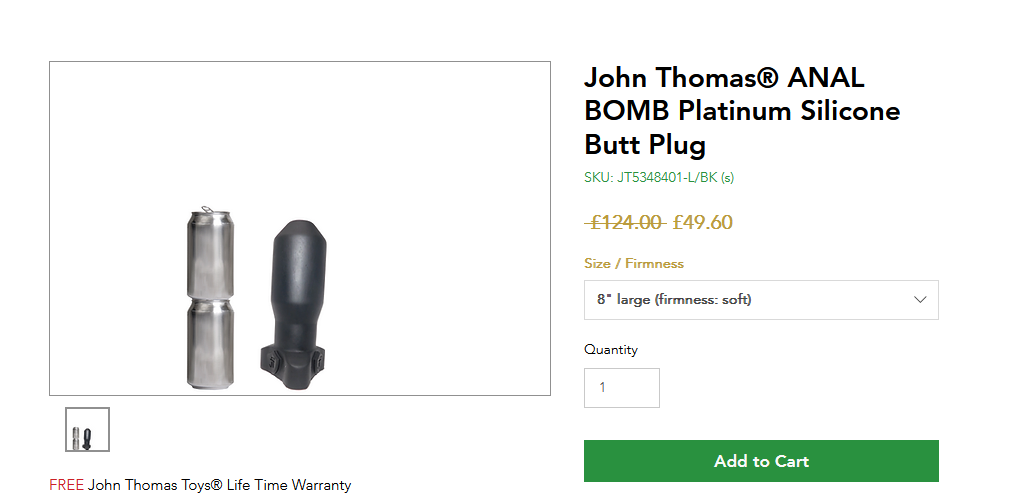 John Thomas® ANAL
BOMB Platinum Silicone
Butt Plug
SKU: JT5348401-L/BK (s)
£124.00 £49.60
Size / Firmness
8" large (firmness: soft)
Quantity
1
Add to Cart
FREE John Thomas Toys® Life Time Warranty